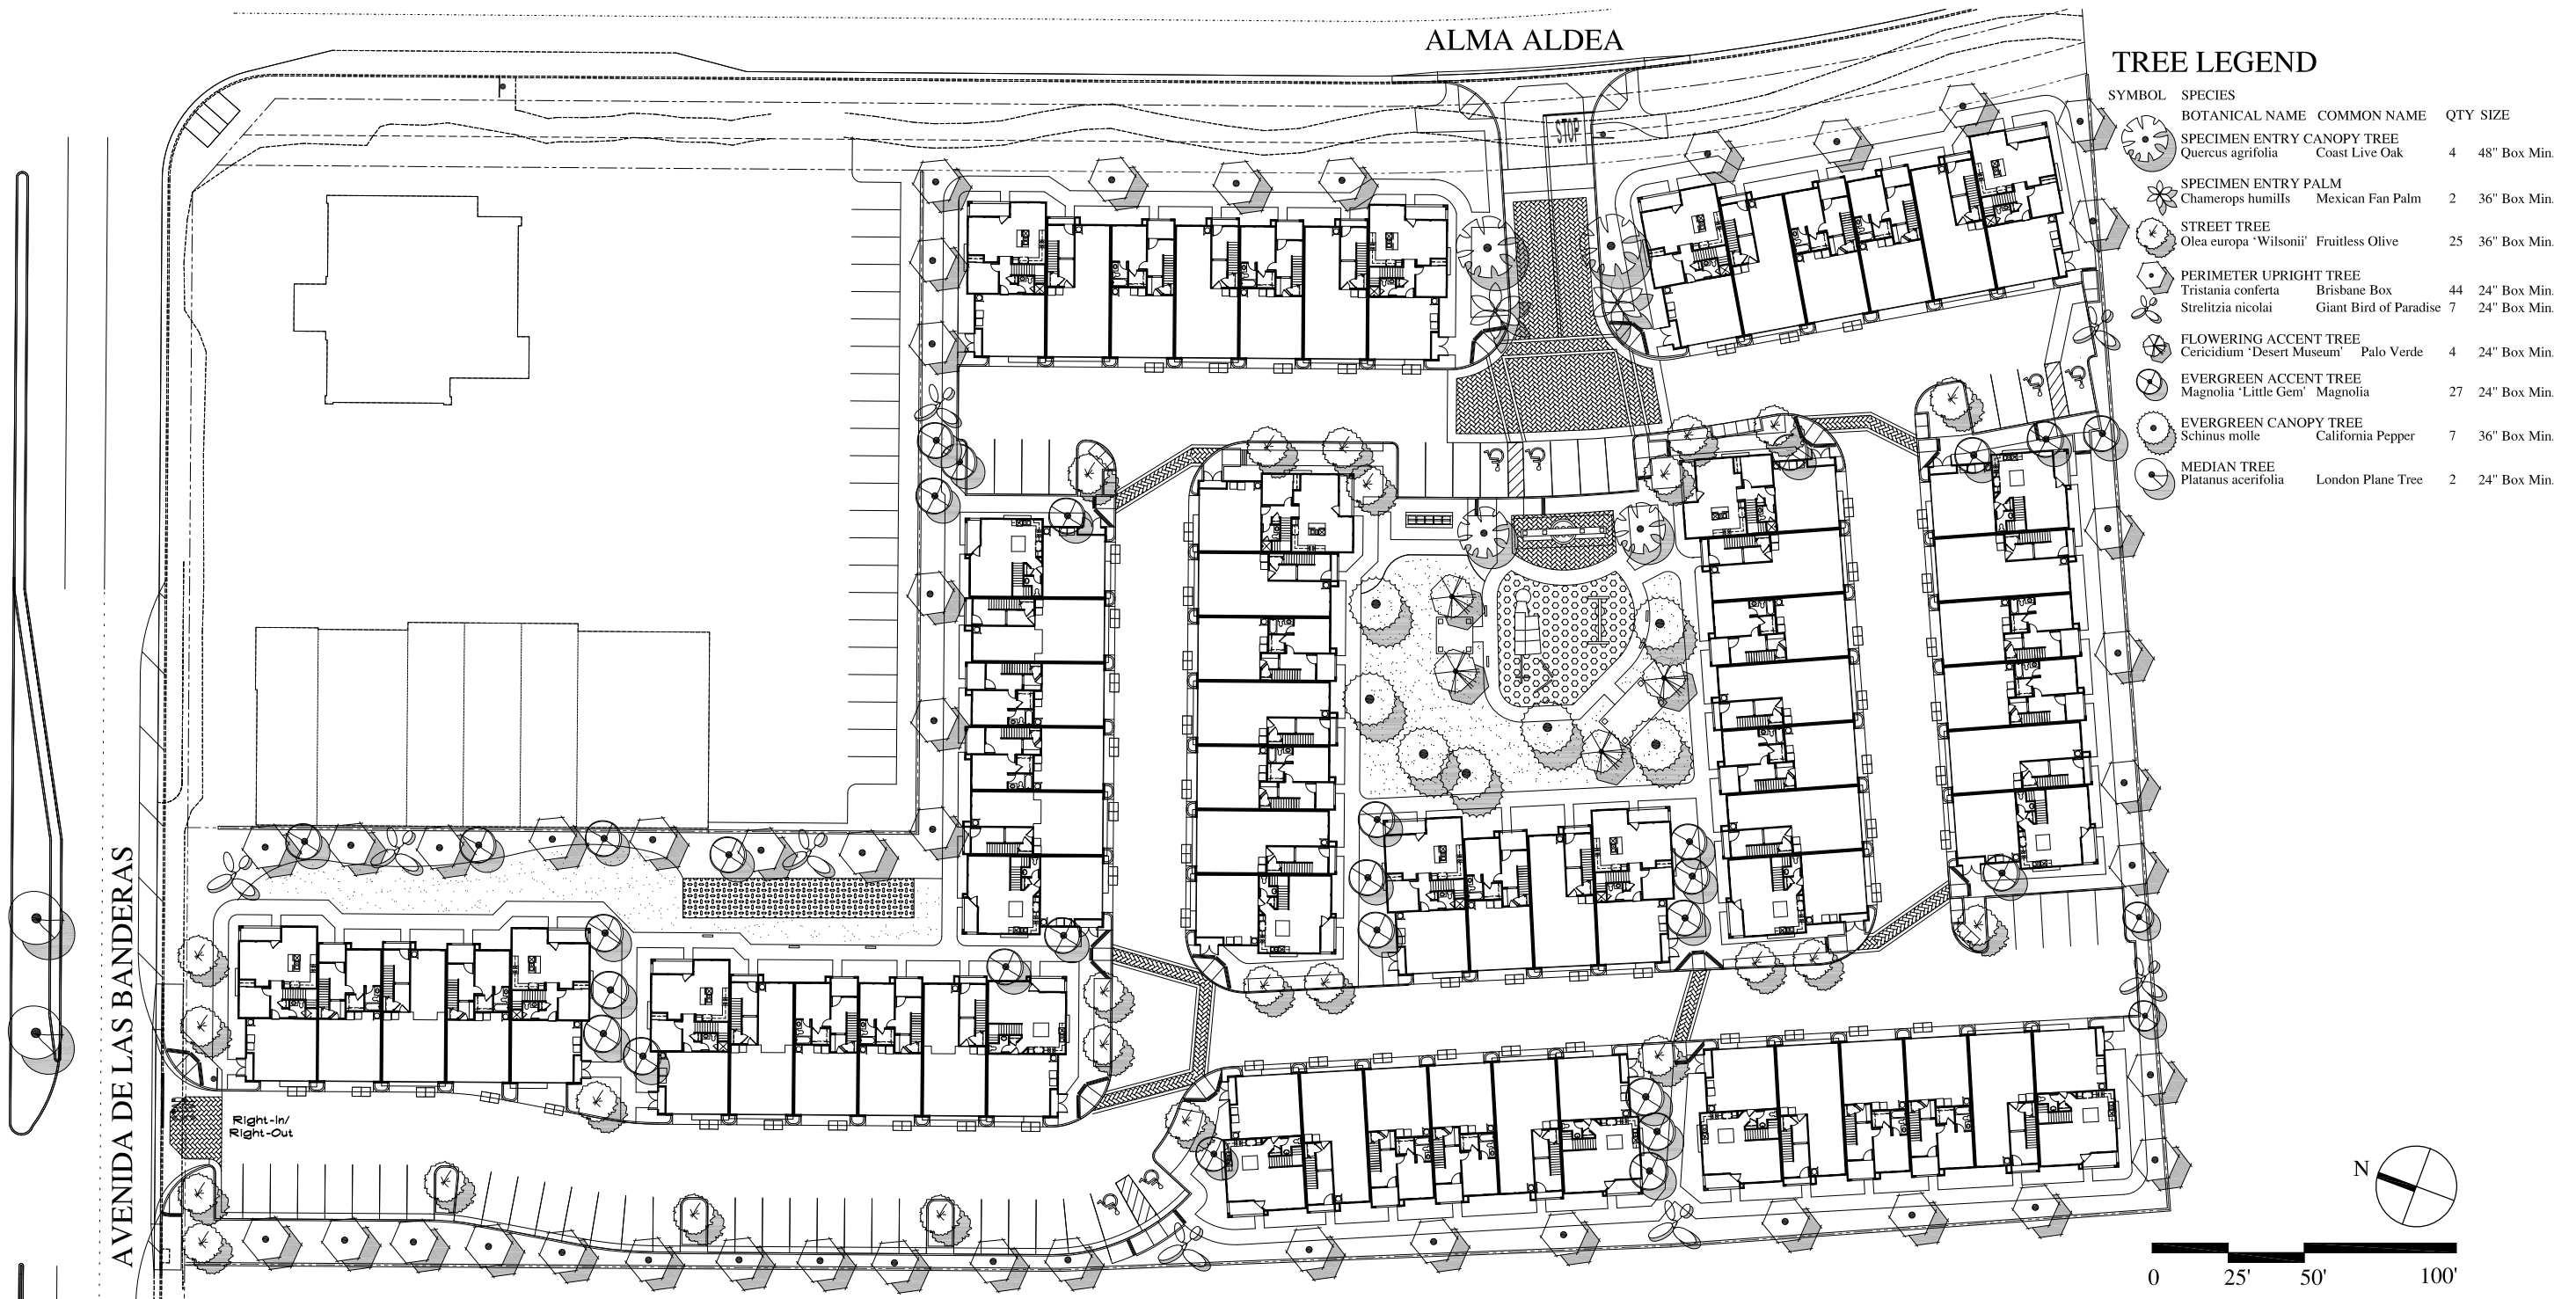 ALMA ALDEA
STOP
TREE LEGEND
SYMBOL SPECIES
BOTANICAL NAME COMMON NAME QTY SIZE
SPECIMEN ENTRY CANOPY TREE
Quercus agrifolia Coast Live Oak 4 48" Box Min.
SPECIMEN ENTRY PALM
Chamerops humills Mexican Fan Palm 2 36" Box Min.
STREET TREE
Olea europa ‘Wilsonii' Fruitless Olive 25 36" Box Min.
PERIMETER UPRIGHT TREE
Tristania conferta Brisbane Box 44 24" Box Min.
Strelitzia nicolai Giant Bird of Paradise 7 24" Box Min.
FLOWERING ACCENT TREE
Cericidium ‘Desert Museum' Palo Verde 4 24" Box Min.
EVERGREEN ACCENT TREE
Magnolia ‘Little Gem' Magnolia 27 24" Box Min.
EVERGREEN CANOPY TREE
Schinus molle California Pepper 7 36" Box Min.
MEDIAN TREE
Platanus acerifolia London Plane Tree 2 24" Box Min.
AVENIDA DE LAS BANDERAS
Right-In/
Right-Out
N
0 25' 50' 100'